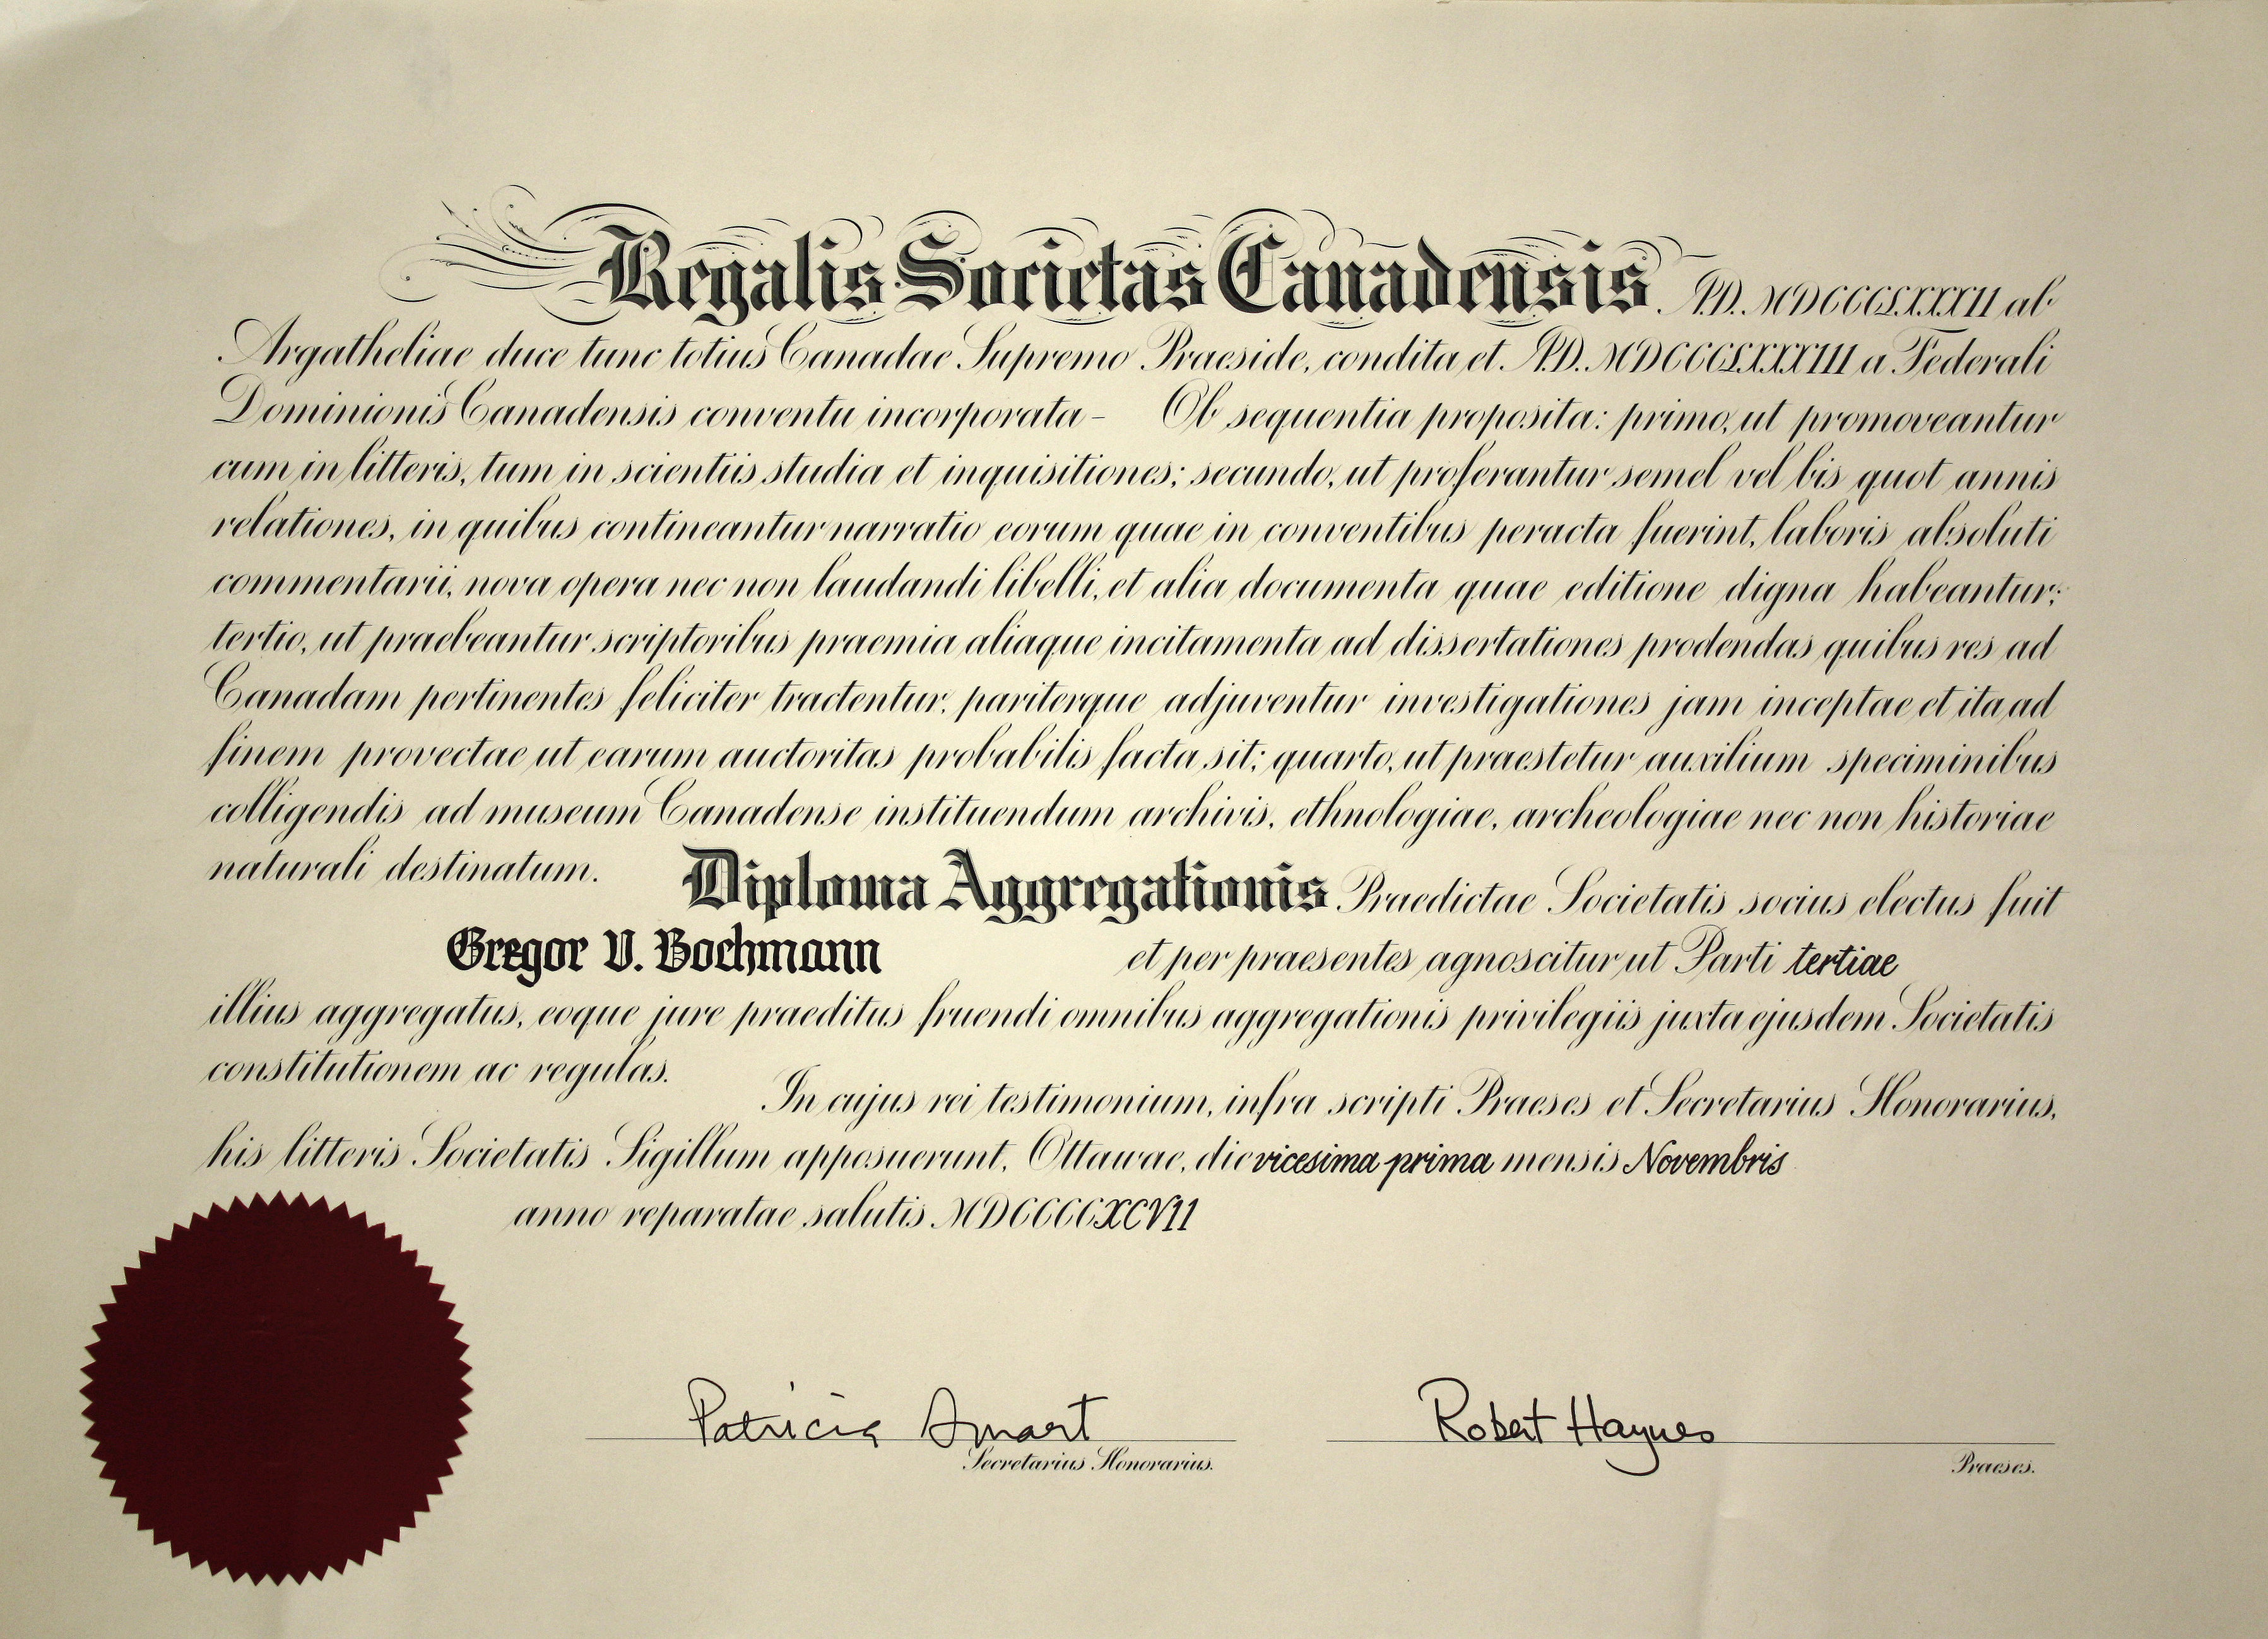 Regalis Societas Canadensis. A.D. MDCCCLXXXII ab
Argatheliae duce tunc totius Canadae Supremo Praeside, condita et A.D. MDCCCLXXXIII a Federali
Dominionis Canadensis conventu incorporata – Ob sequentia proposita: primo, ut promoveantur
cum in litteris, tum in scientiis studia et inquisitiones; secundo, ut proferantur semel vel bis quot annis
relationes, in quibus contineantur narratio eorum quae in conventibus peracta fuerint, laboris absoluti
commentarii, nova opera nec non laudandi libelli, et alia documenta quae editione digna habeantur;
tertio, ut praebeantur scriptoribus praemia aliaque incitamenta ad dissertationes prodendas quibus res ad
Canadam pertinentes feliciter tractentur, pariterque adjuventur investigationes jam inceptae et ita ad
finem provectae ut earum auctoritas probabilis facta sit; quarto, ut praestetur auxilium speciminibus
colligendis ad museum Canadense instituendum archivis, ethnologiae, archeologiae nec non historiae
naturali destinatum. Diploma Aggregationis Praedictae Societatis socius electus fuit
Gregor V. Bochmann et per praesentes agnoscitur ut Parti tertiae
illius aggregatus, eoque jure praeditus fruendi omnibus aggregationis privilegiis juxta ejusdem Societatis
constitutionem ac regulas.
In cujus rei testimonium, infra scripti Praeses et Secretarius Honorarius,
his litteris Societatis Sigillum apposuerunt, Ottawae, die vicesima prima mensis Novembris
anno reparatae salutis MDCCCCXCVII
Patricia Smart
Robert Haynes
Secretarius Honorarius.
Praeses.